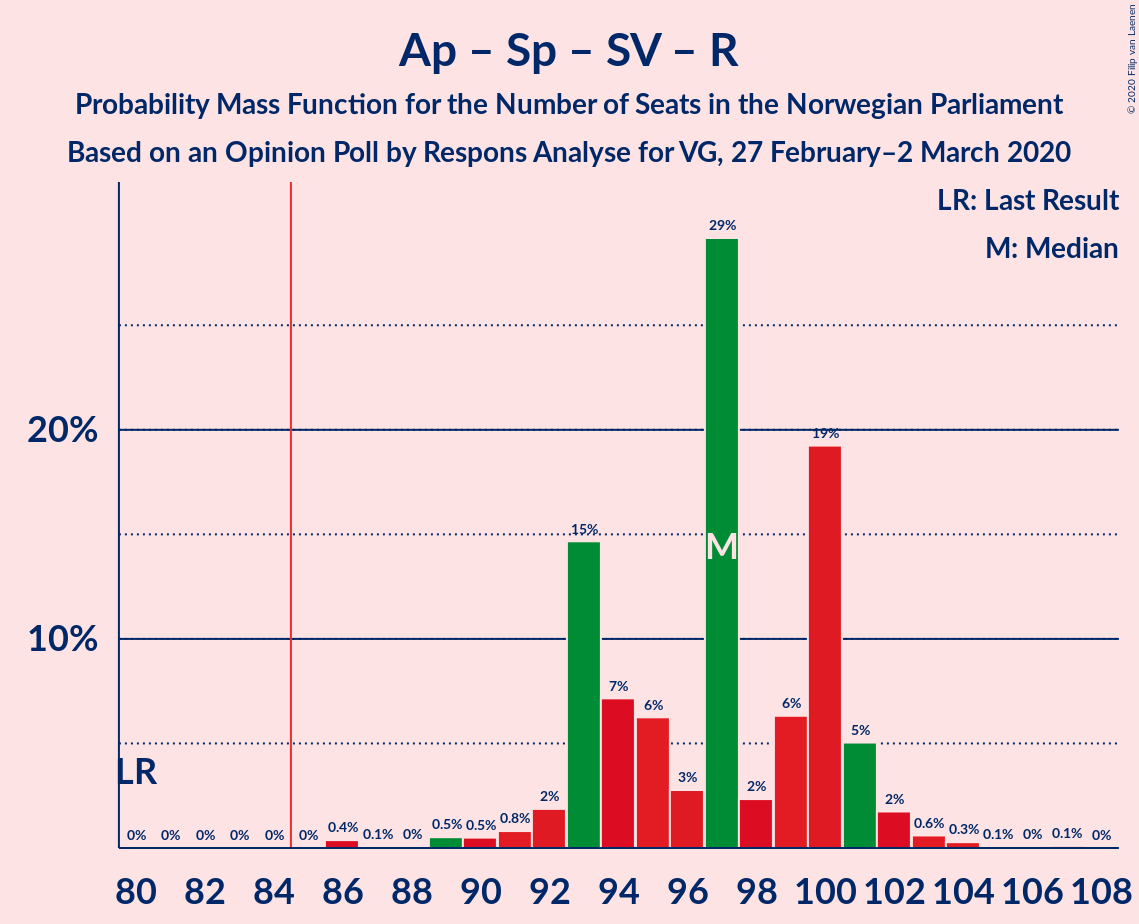 Ap – Sp – SV – R
Probability Mass Function for the Number of Seats in the Norwegian Parliament
Based on an Opinion Poll by Respons Analyse for VG, 27 February–2 March 2020
© 2020 Filip van Laenen
LR: Last Result
M: Median
20%
10%
LR
M
0% 0% 0% 0% 0% 0% 0.4% 0.1% 0% 0.5% 0.5% 0.8% 2% 15% 7% 6% 3% 29% 2% 6% 19% 5% 2% 0.6% 0.3% 0.1% 0% 0.1% 0%
80 82 84 86 88 90 92 94 96 98 100 102 104 106 108